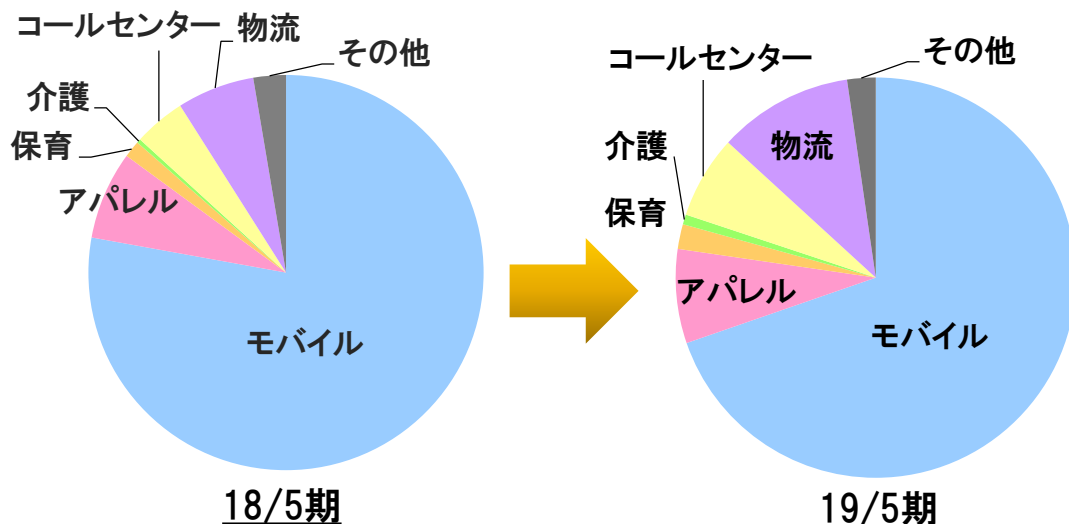 コールセンター
物流
その他
介護
保育
アパレル
モバイル
18/5期
コールセンター
その他
物流
介護
保育
アパレル
モバイル
19/5期